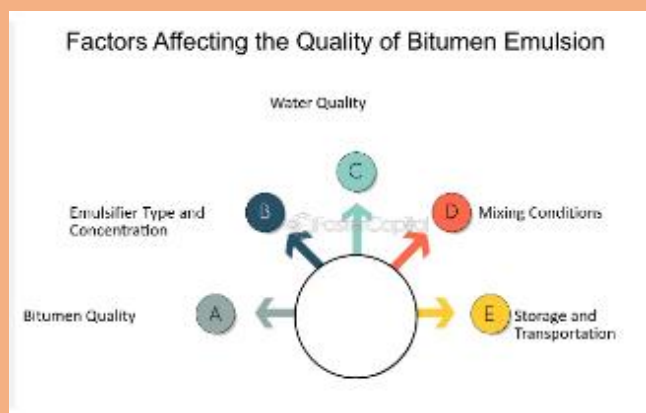 Factors Affecting the Quality of Bitumen Emulsion
Water Quality
C
Emulsifier Type and
Concentration
B
FasterCapital
D
Mixing Conditions
Bitumen Quality
A
E
Storage and
Transportation